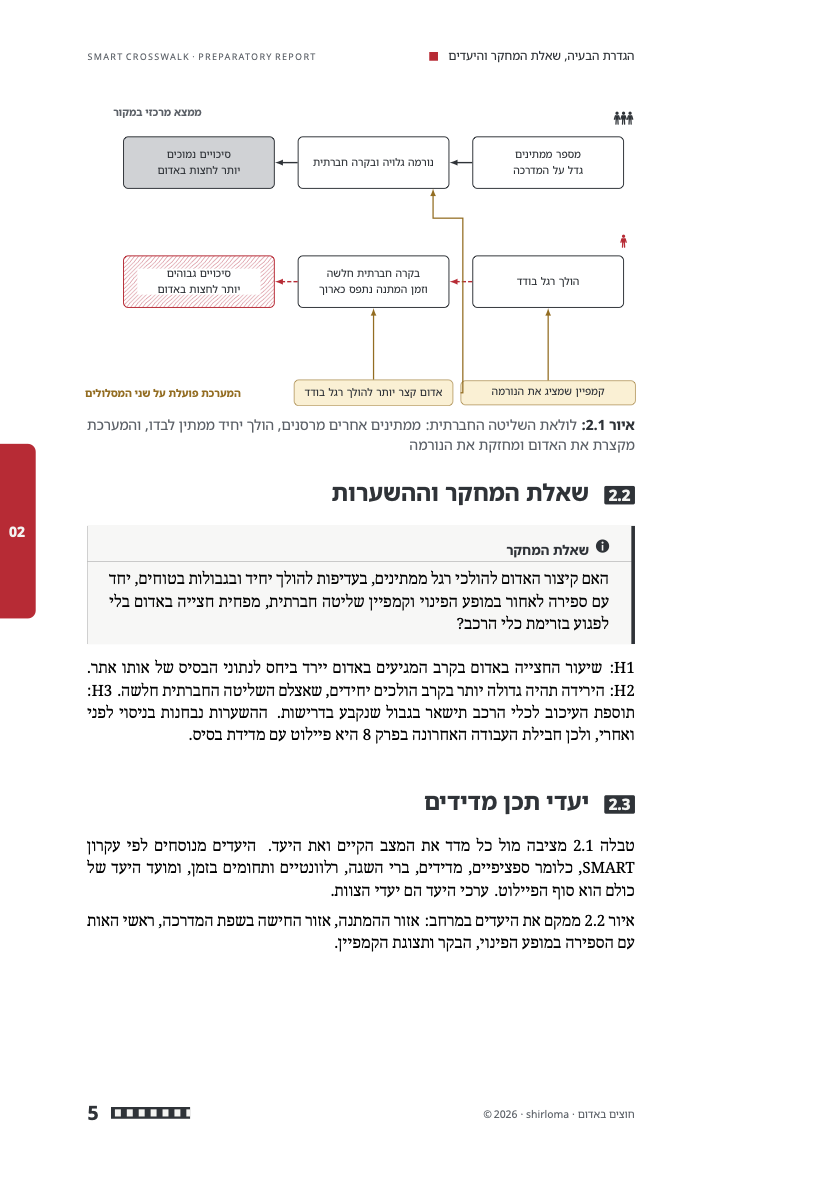 הגדרת הבעיה, שאלת המחקר והיעדים
SMART CROSSWALK · PREPARATORY REPORT
ממצא מרכזי במקור
מספר ממתינים
גדל על המדרכה
נורמה גלויה ובקרה חברתית
סיכויים נמוכים
יותר לחצות באדום
הולך רגל בודד
בקרה חברתית חלשה
וזמן המתנה נתפס כארוך
סיכויים גבוהים
יותר לחצות באדום
קמפיין שמציג את הנורמה
אדום קצר יותר להולך רגל בודד
המערכת פועלת על שני המסלולים
איור 2.1: לולאת השליטה החברתית: ממתינים אחרים מרסנים, הולך יחיד ממתין לבדו, והמערכת
מקצרת את האדום ומחזקת את הנורמה
02
2.2 שאלת המחקר וההשערות
שאלת המחקר
האם קיצור האדום להולכי רגל ממתינים, בעדיפות להולך יחיד ובגבולות בטוחים, יחד
עם ספירה לאחור במופע הפינוי וקמפיין שליטה חברתית, מפחית חצייה באדום בלי
לפגוע בזרימת כלי הרכב?
H1: שיעור החצייה באדום בקרב המגיעים באדום יירד ביחס לנתוני הבסיס של אותו אתר.
H2: הירידה תהיה גדולה יותר בקרב הולכים יחידים, שאצלם השליטה החברתית חלשה. H3:
תוספת העיכוב לכלי הרכב תישאר בגבול שנקבע בדרישות. ההשערות נבחנות בניסוי לפני
ואחרי, ולכן חבילת העבודה האחרונה בפרק 8 היא פיילוט עם מדידת בסיס.
2.3 יעדי תכן מדידים
טבלה 2.1 מציבה מול כל מדד את המצב הקיים ואת היעד. היעדים מנוסחים לפי עקרון
SMART, כלומר ספציפיים, מדידים, ברי השגה, רלוונטיים ותחומים בזמן, ומועד היעד של
כולם הוא סוף הפיילוט. ערכי היעד הם יעדי הצוות.
איור 2.2 ממקם את היעדים במרחב: אזור ההמתנה, אזור החישה בשפת המדרכה, ראשי האות
עם הספירה במופע הפינוי, הבקר ותצוגת הקמפיין.
חוצים באדום · shirloma · 2026 ©
5